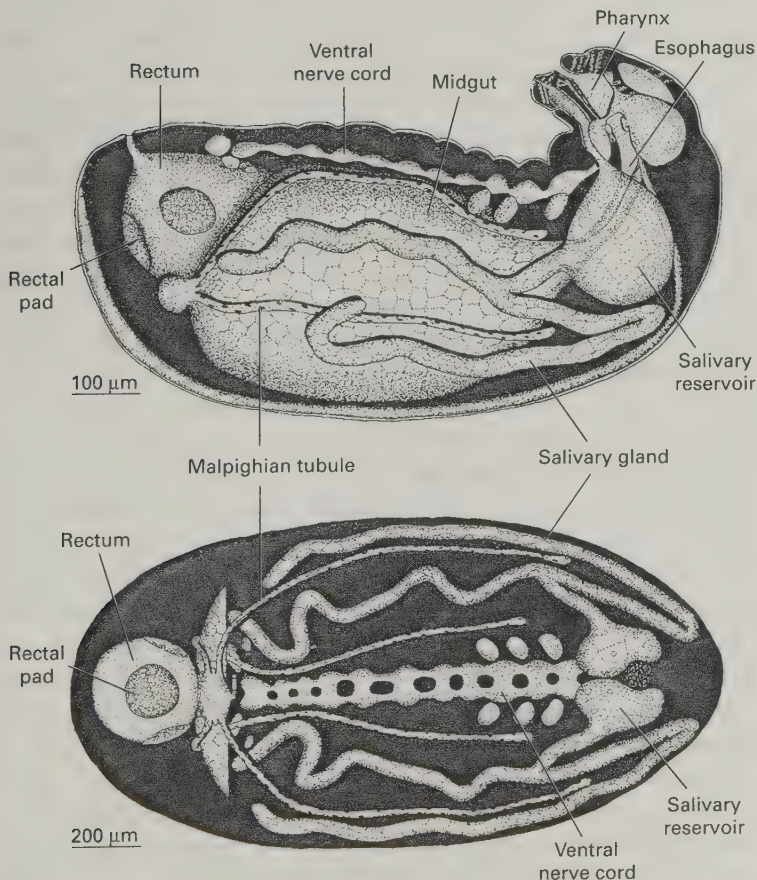 Pharynx
Ventral
nerve cord
Esophagus
Rectum
Midgut
Rectal
pad
100 μm
Salivary
reservoir
Malpighian tubule
Salivary gland
Rectum
Rectal
pad
200 μm
Salivary
reservoir
Ventral
nerve cord